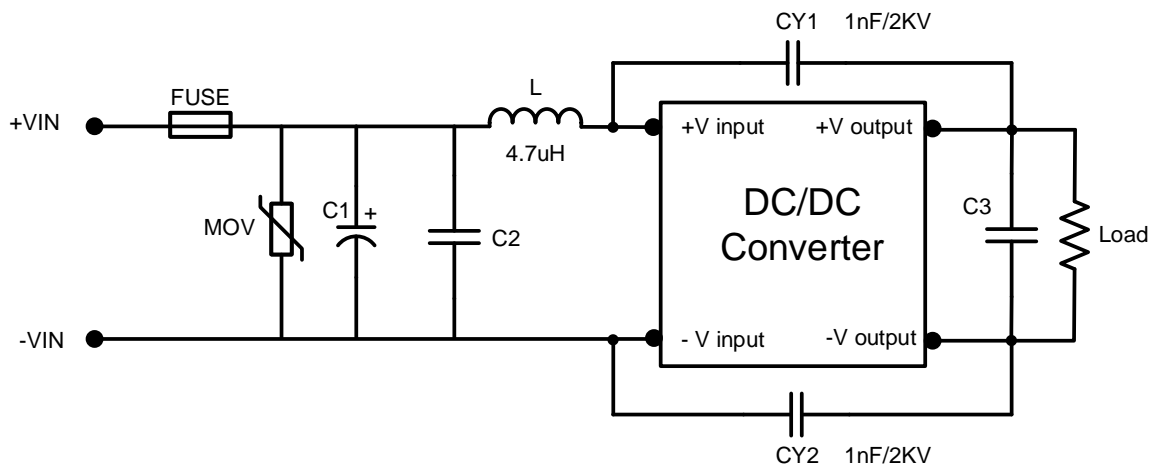 CY1 1nF/2KV
FUSE
L
+VIN
+V input
+V output
4.7uH
DC/DC
Converter
MOV
C1
+
C2
C3
Load
-VIN
- V input
-V output
CY2 1nF/2KV